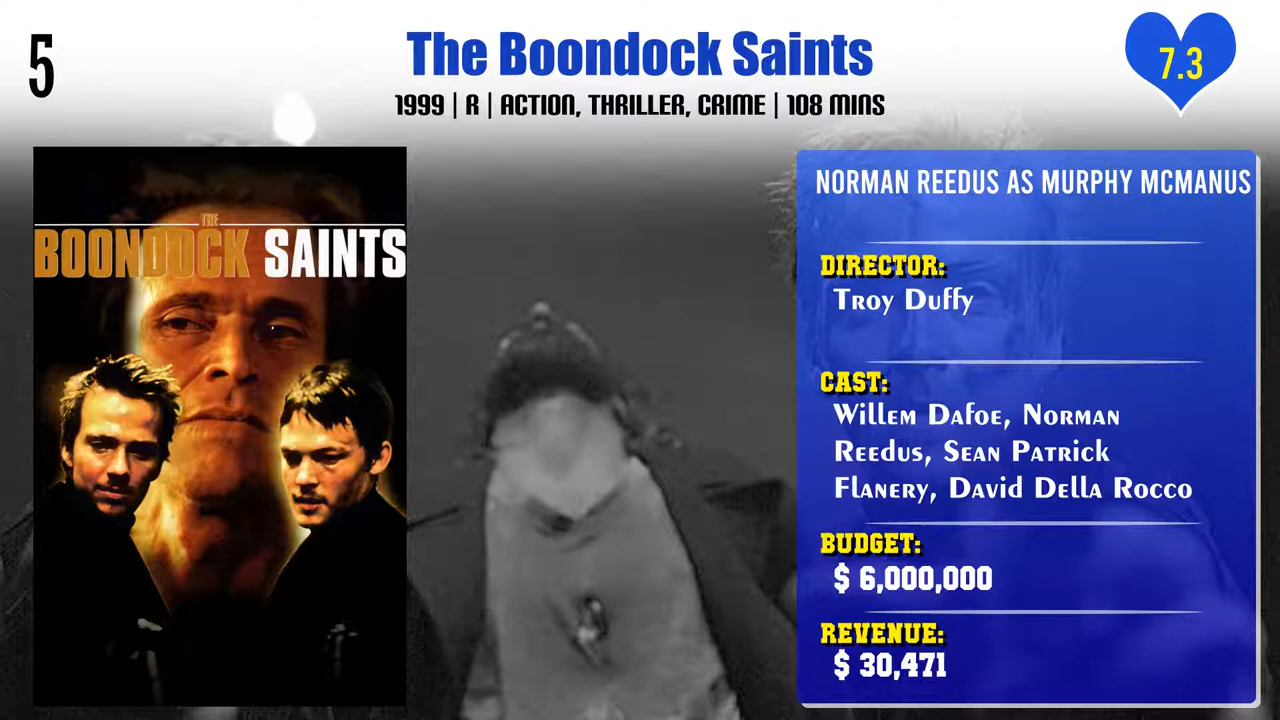 5
The Boondock Saints
1999 | R | ACTION, THRILLER, CRIME | 108 MINS
7.3
THE
BOONDOCK SAINTS
NORMAN REEDUS AS MURPHY MCMANUS
DIRECTOR:
Troy Duffy
CAST:
Willem Dafoe, Norman
Reedus, Sean Patrick
Flanery, David Della Rocco
BUDGET:
$ 6,000,000
REVENUE:
$ 30,471